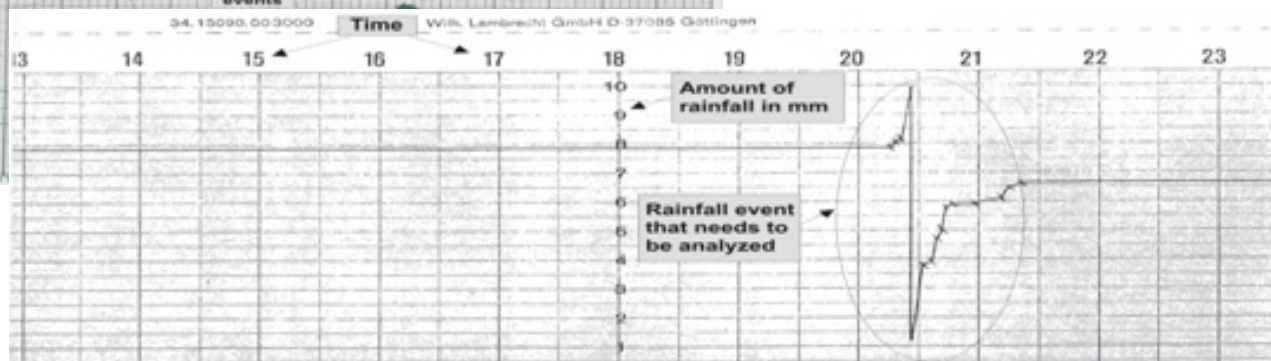 events
34.15090.003000 Time Wilh. Lambrecht GmbH D-37085 Göttingen
13 14 15 16 17 18 19 20 21 22 23
10
Amount of
rainfall in mm
9
8
7
Rainfall event
that needs to
be analyzed
6
5
4
3
2
1